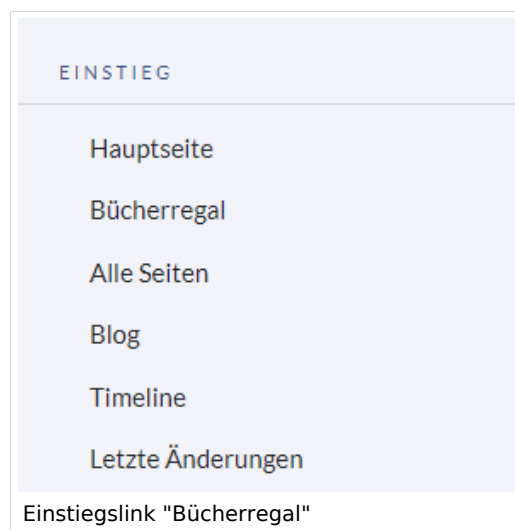 EINSTIEG
Hauptseite
Bücherregal
Alle Seiten
Blog
Timeline
Letzte Änderungen
Einstiegslink "Bücherregal"